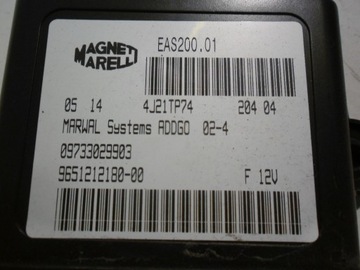 MAGNETI
MARELLI
EAS200.01
05 14 4J21TP74 204 04
MARWAL Systems ADDGO 02-4
09733029903
9651212180-00 F 12V